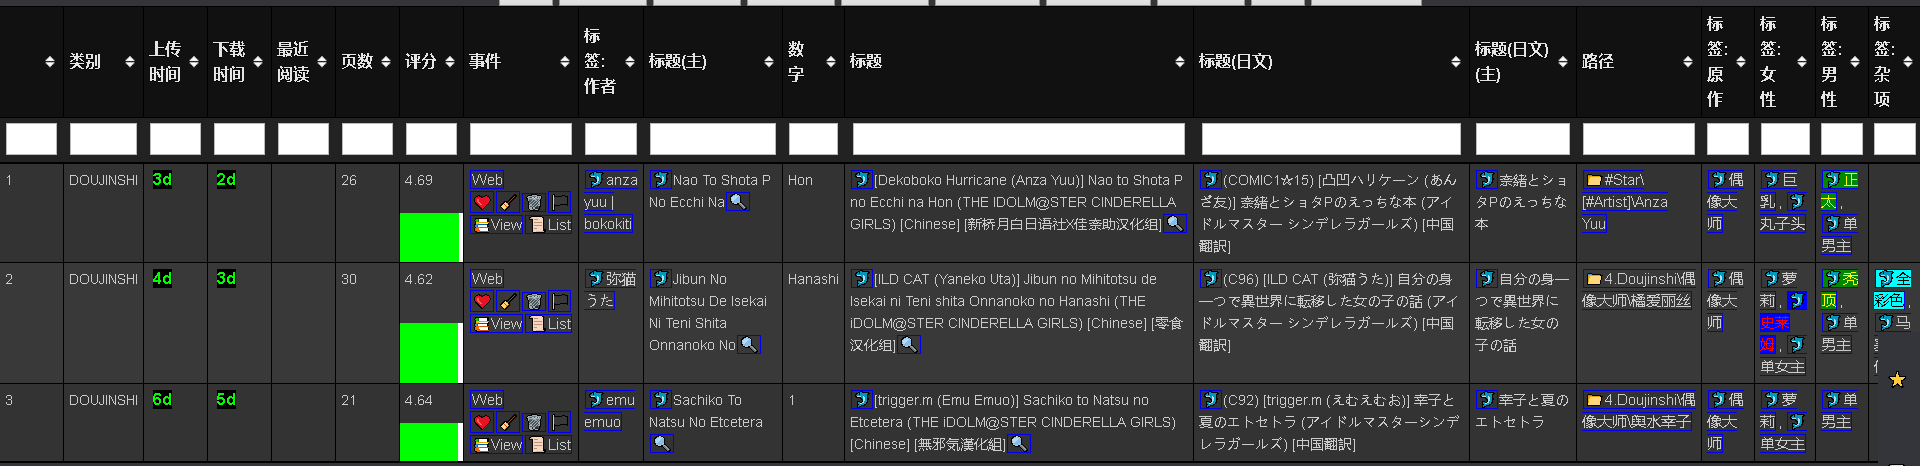 类别
上传
时间
下载
时间
最近
阅读
页数
评分
事件
标
签:
作者
标题(主)
数
字
标题
标题(日文)
标题(日文)
(主)
路径
标
签:
原
作
标
签:
女
性
标
签:
男
性
标
签:
杂
项
1
DOUJINSHI
3d
2d
26
4.69
Web
View List
anza
yuu |
bokokiti
Nao To Shota P
No Ecchi Na
Hon
[Dekoboko Hurricane (Anza Yuu)] Nao to Shota P
no Ecchi na Hon (THE IDOLM@STER CINDERELLA
GIRLS) [Chinese] [新桥月白日语社X佳奈助汉化组]
(COMIC1☆15) [凸凹ハリケーン (あん
ざ友)] 奈緒とショタPのえっちな本 (アイ
ドルマスター シンデレラガールズ) [中国
翻訳]
奈緒とショ
タPのえっちな
本
#Star\
[#Artist]\Anza
Yuu
偶
像大
师
巨
乳,
丸子头
正
太,
单
男主
2
DOUJINSHI
4d
3d
30
4.62
Web
View List
弥猫
うた
Jibun No
Mihitotsu De Isekai
Ni Teni Shita
Onnanoko No
Hanashi
[ILD CAT (Yaneko Uta)] Jibun no Mihitotsu de
Isekai ni Teni shita Onnanoko no Hanashi (THE
iDOLM@STER CINDERELLA GIRLS) [Chinese] [零食
汉化组]
(C96) [ILD CAT (弥猫うた)] 自分の身
一つで異世界に転移した女の子の話 (アイ
ドルマスター シンデレラガールズ) [中国
翻訳]
自分の身一
つで異世界に
転移した女の
子の話
4.Doujinshi\偶
像大师\橘爱丽丝
偶
像大
师
萝
莉,
史莱
姆,
单女主
秃
顶,
单
男主
全
彩色,
马
3
DOUJINSHI
6d
5d
21
4.64
Web
View List
emu
emuo
Sachiko To
Natsu No Etcetera
1
[trigger.m (Emu Emuo)] Sachiko to Natsu no
Etcetera (THE iDOLM@STER CINDERELLA GIRLS)
[Chinese] [無邪気漢化組]
(C92) [trigger.m (えむえむお)] 幸子と
夏のエトセトラ (アイドルマスターシンデ
レラガールズ) [中国翻訳]
幸子と夏の
エトセトラ
4.Doujinshi\偶
像大师\舆水幸子
偶
像大
师
萝
莉,
单女主
单
男主